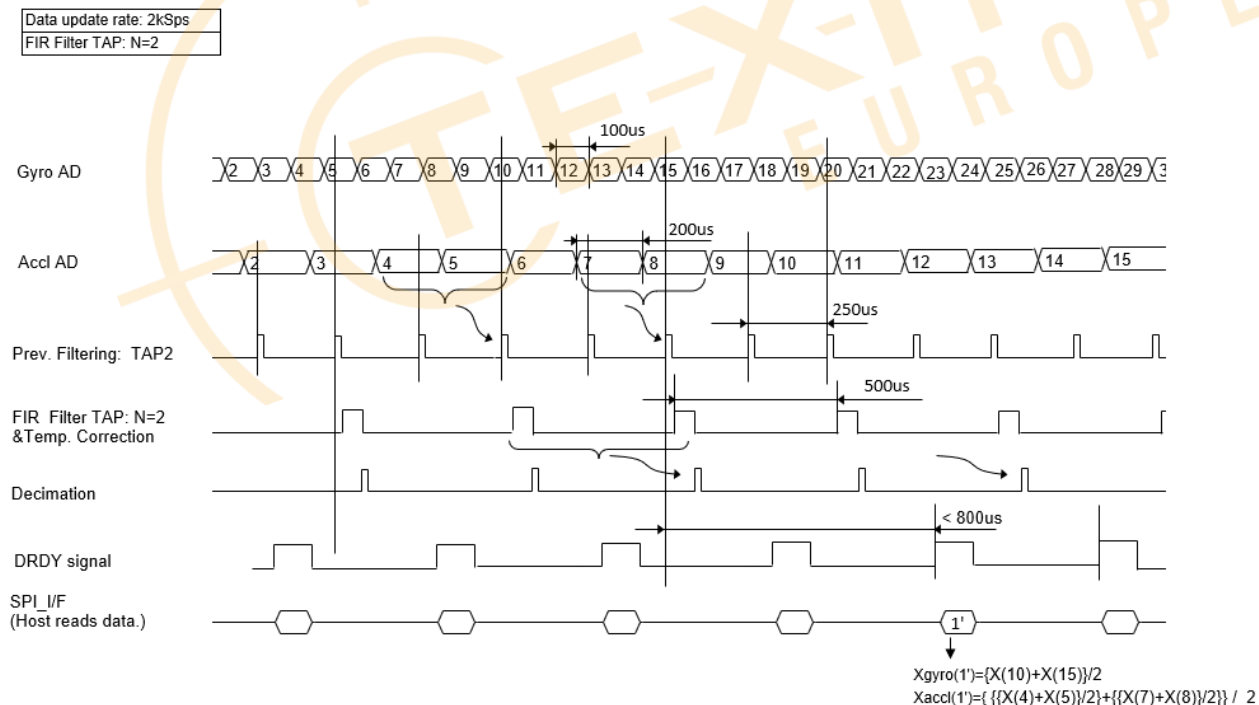 Data update rate: 2kSps
FIR Filter TAP: N=2
TEXIM
EUROPE
100us
Gyro AD 2 3 4 5 6 7 8 9 10 11 12 13 14 15 16 17 18 19 20 21 22 23 24 25 26 27 28 29 3
200us
Accl AD 2 3 4 5 6 7 8 9 10 11 12 13 14 15
250us
Prev. Filtering: TAP2
500us
FIR Filter TAP: N=2
&Temp. Correction
Decimation
< 800us
DRDY signal
SPI_I/F
(Host reads data.) 1'
Xgyro(1')={X(10)+X(15)}/2
Xaccl(1')={ {{X(4)+X(5)}/2}+{{X(7)+X(8)}/2}} / 2